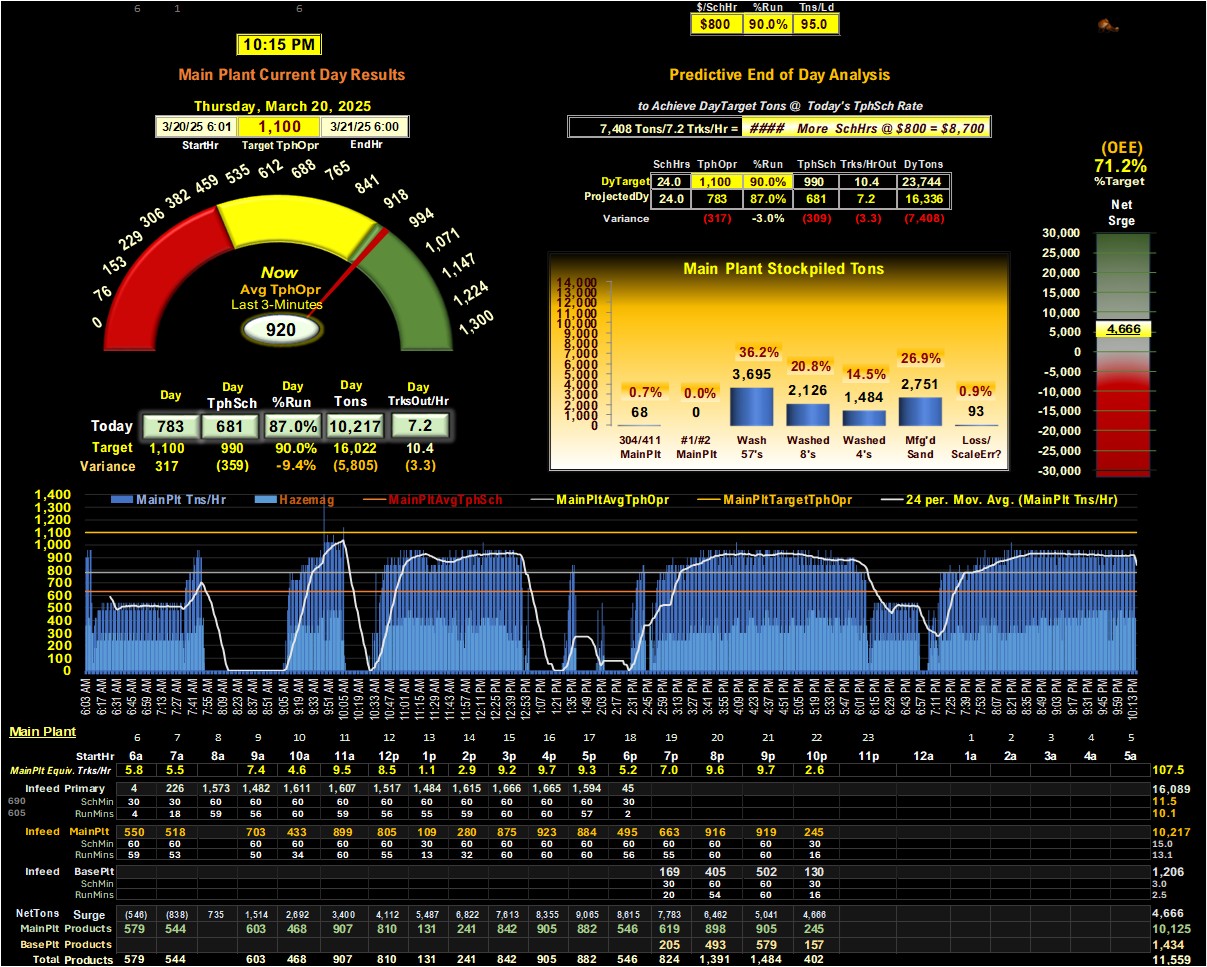 6 1 6
$/SchHr %Run Tns/Ld
$800 90.0% 95.0
10:15 PM
Main Plant Current Day Results
Predictive End of Day Analysis
Thursday, March 20, 2025
to Achieve DayTarget Tons @ Today's TphSch Rate
3/20/25 6:01 1,100 3/21/25 6:00
StartHr Target TphOpr EndHr
7,408 Tons/7.2 Trks/Hr = #### More SchHrs @ $800 = $8,700
(OEE)
71.2%
%Target
SchHrs TphOpr %Run TphSch Trks/HrOut DyTons
DyTarget 24.0 1,100 90.0% 990 10.4 23,744
ProjectedDy 24.0 783 87.0% 681 7.2 16,336
Variance (317) -3.0% (309) (3.3) (7,408)
0 76 153 229 306 382 459 535 612 688 765 841 918 994 1,071 1,147 1,224 1,300
Now
Avg TphOpr
Last 3-Minutes
920
Net
Srge
30,000
25,000
20,000
15,000
10,000
5,000
0
-5,000
-10,000
-15,000
-20,000
-25,000
-30,000
4,666
Main Plant Stockpiled Tons
14,000
13,000
12,000
11,000
10,000
9,000
8,000
7,000
6,000
5,000
4,000
3,000
2,000
1,000
0
0.7% 0.0% 36.2% 20.8% 14.5% 26.9% 0.9%
68 0 3,695 2,126 1,484 2,751 93
304/411 #1/#2 Wash Washed Washed Mfg'd Loss/
MainPlt MainPlt 57's 8's 4's Sand ScaleErr?
Day Day Day Day Day
TphSch %Run Tons TrksOut/Hr
Today 783 681 87.0% 10,217 7.2
Target 1,100 990 90.0% 16,022 10.4
Variance 317 (359) -9.4% (5,805) (3.3)
MainPlt Tns/Hr Hazemag MainPltAvgTphSch MainPltAvgTphOpr MainPltTargetTphOpr 24 per. Mov. Avg. (MainPlt Tns/Hr)
1,400
1,300
1,200
1,100
1,000
900
800
700
600
500
400
300
200
100
0
6:03 AM 6:17 AM 6:31 AM 6:45 AM 6:59 AM 7:13 AM 7:27 AM 7:41 AM 7:55 AM 8:09 AM 8:23 AM 8:37 AM 8:51 AM 9:05 AM 9:19 AM 9:33 AM 9:51 AM 10:05 AM 10:19 AM 10:33 AM 10:47 AM 11:01 AM 11:15 AM 11:29 AM 11:43 AM 11:57 AM 12:11 PM 12:25 PM 12:39 PM 12:53 PM 1:07 PM 1:21 PM 1:35 PM 1:49 PM 2:03 PM 2:17 PM 2:31 PM 2:45 PM 2:59 PM 3:13 PM 3:27 PM 3:41 PM 3:55 PM 4:09 PM 4:23 PM 4:37 PM 4:51 PM 5:05 PM 5:19 PM 5:33 PM 5:47 PM 6:01 PM 6:15 PM 6:29 PM 6:43 PM 6:57 PM 7:11 PM 7:25 PM 7:39 PM 7:53 PM 8:07 PM 8:21 PM 8:35 PM 8:49 PM 9:03 PM 9:17 PM 9:31 PM 9:45 PM 9:59 PM 10:13 PM
Main Plant
6 7 8 9 10 11 12 13 14 15 16 17 18 19 20 21 22 23 1 2 3 4 5
StartHr 6a 7a 8a 9a 10a 11a 12p 1p 2p 3p 4p 5p 6p 7p 8p 9p 10p 11p 12a 1a 2a 3a 4a 5a
MainPlt Equiv. Trks/Hr 5.8 5.5 7.4 4.6 9.5 8.5 1.1 2.9 9.2 9.7 9.3 5.2 7.0 9.6 9.7 2.6 107.5
Infeed Primary 4 226 1,573 1,482 1,611 1,607 1,517 1,484 1,615 1,666 1,665 1,594 45 16,089
690 SchMin 30 30 60 60 60 60 60 60 60 60 60 60 30 11.5
605 RunMins 4 18 59 56 60 59 56 55 59 60 60 57 2 10.1
Infeed MainPlt 550 518 703 433 899 805 109 280 875 923 884 495 663 916 919 245 10,217
SchMin 60 60 60 60 60 60 30 60 60 60 60 60 60 60 60 30 15.0
RunMins 59 53 50 34 60 55 13 32 60 60 60 56 55 60 60 16 13.1
Infeed BasePlt 169 405 502 130 1,206
SchMin 30 60 60 30 3.0
RunMins 20 54 60 16 2.5
NetTons Surge (546) (838) 735 1,514 2,692 3,400 4,112 5,487 6,822 7,613 8,355 9,065 8,615 7,783 6,462 5,041 4,666 4,666
MainPlt Products 579 544 603 468 907 810 131 241 842 905 882 546 619 898 905 245 10,125
BasePlt Products 205 493 579 157 1,434
Total Products 579 544 603 468 907 810 131 241 842 905 882 546 824 1,391 1,484 402 11,559